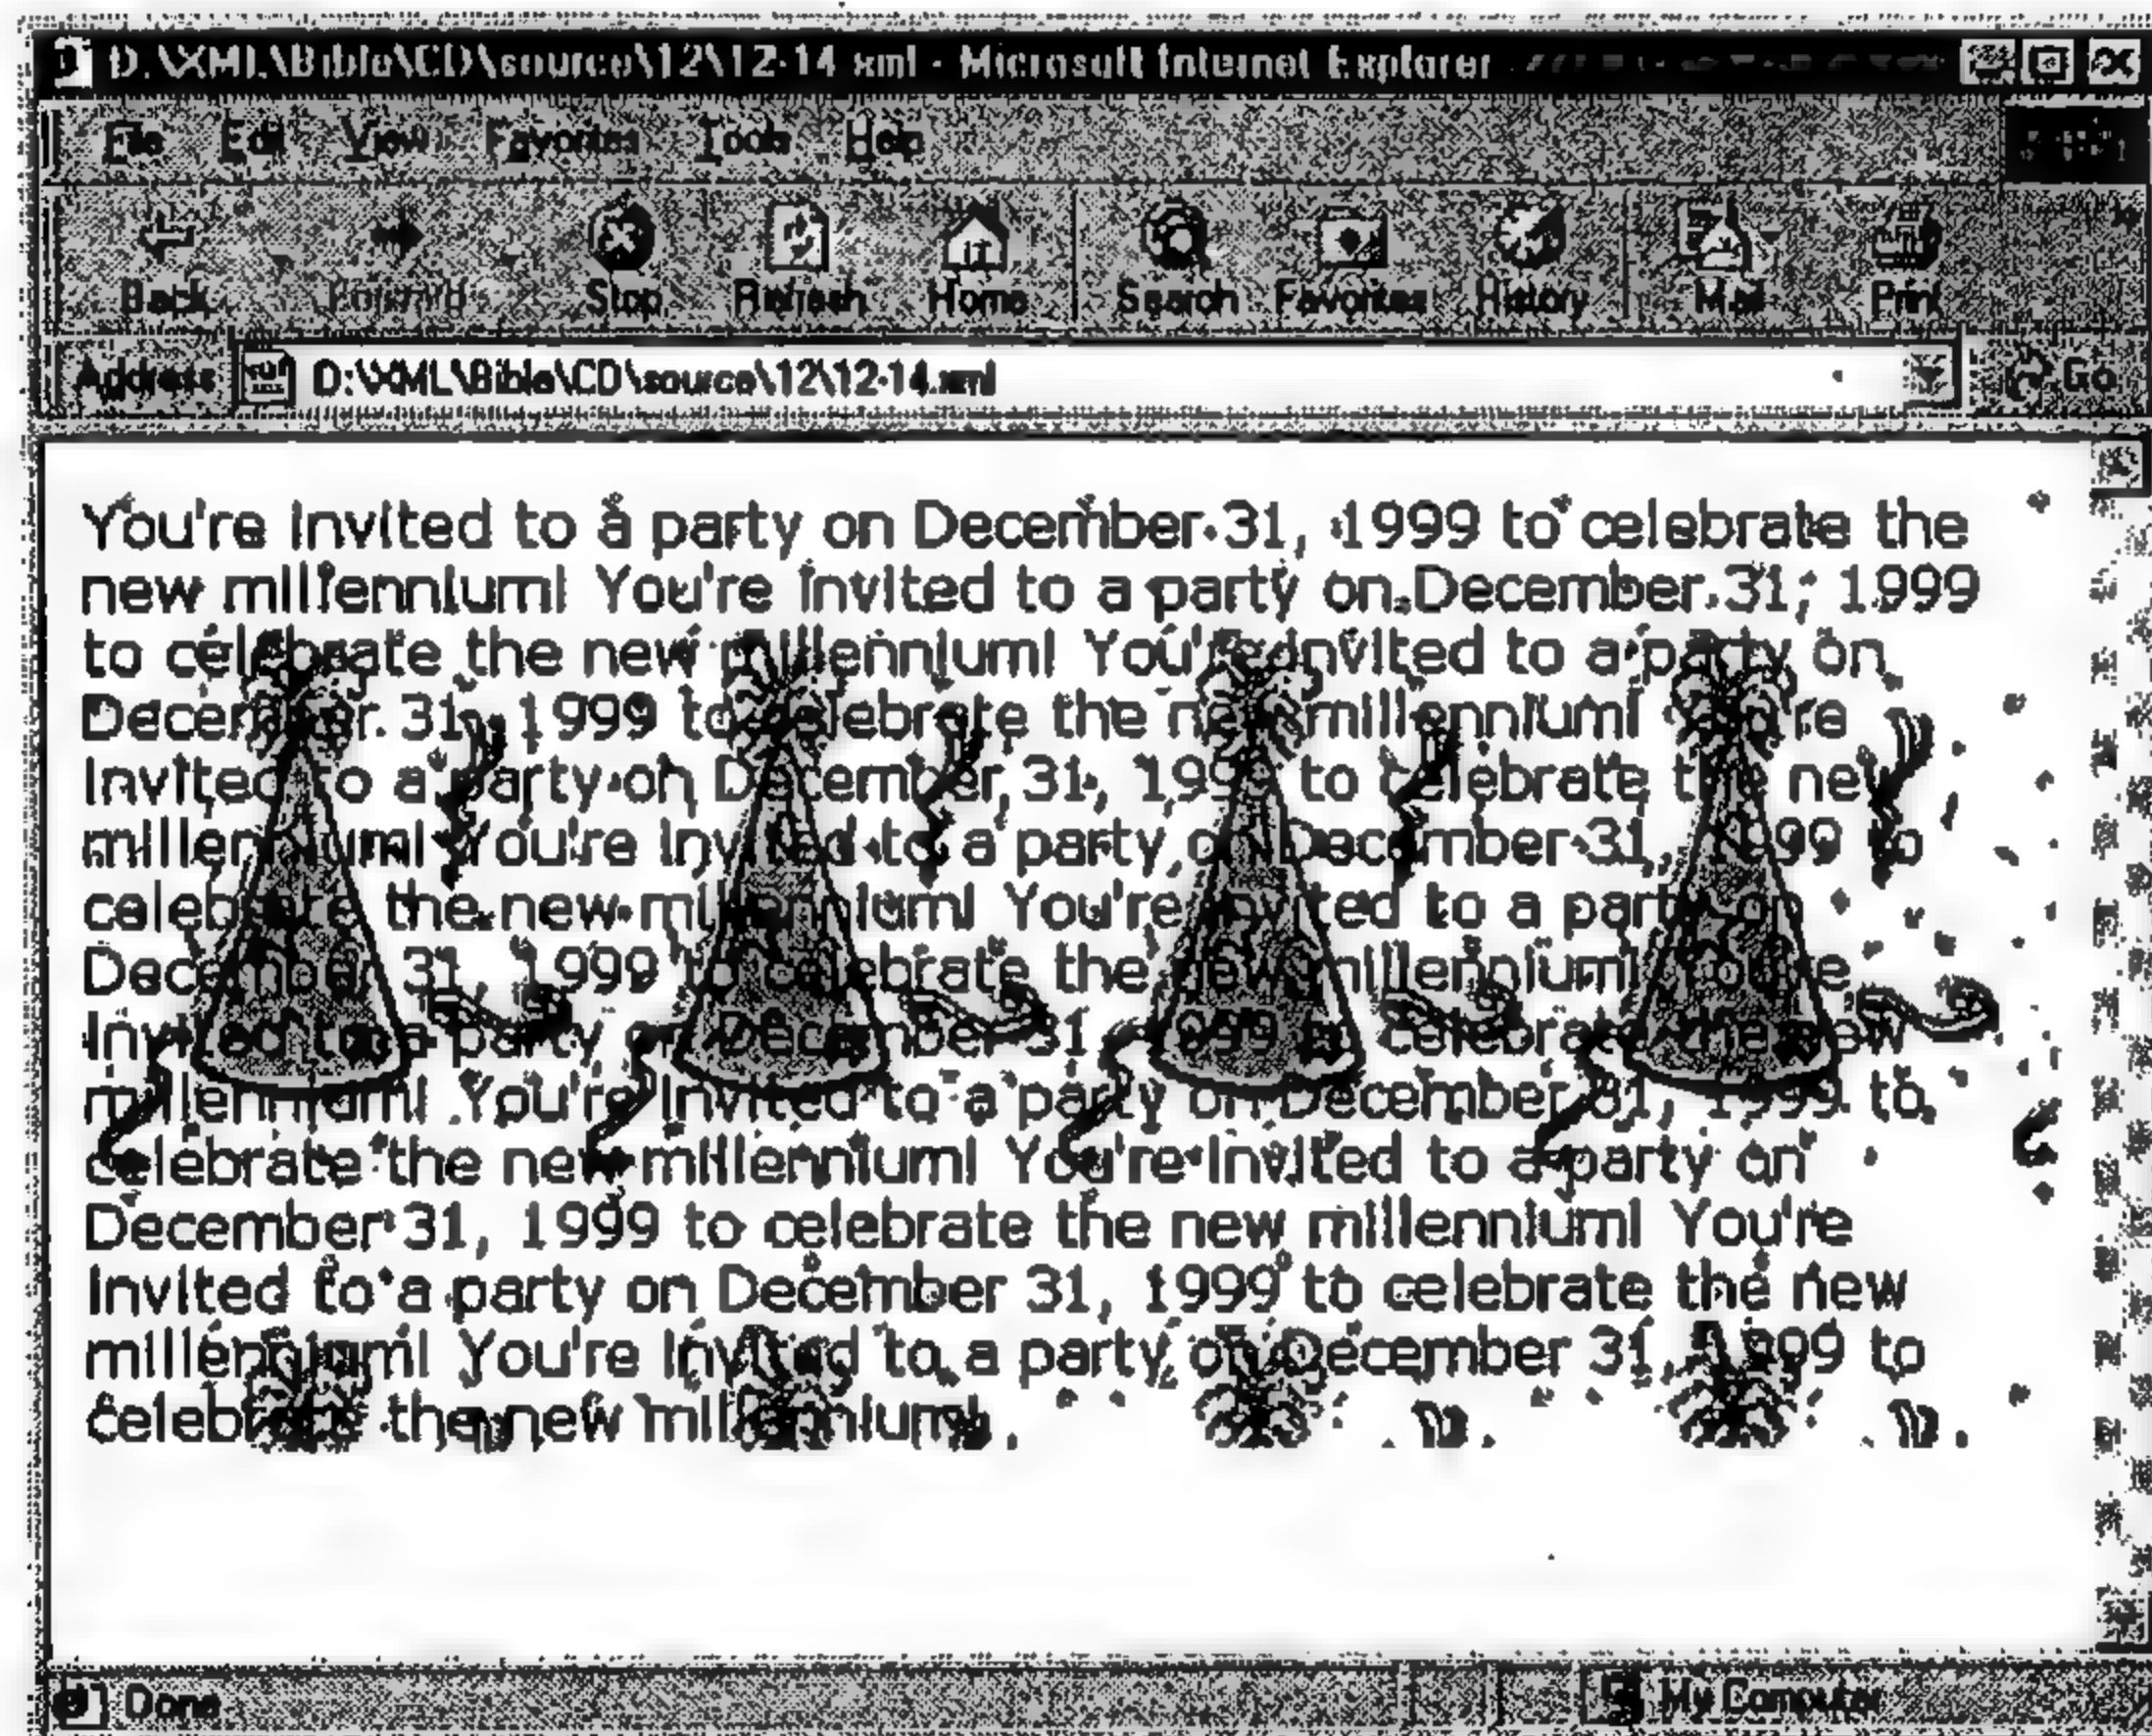 D:\XML\Bible\CD\source\12\12-14.xml - Microsoft Internet Explorer
File Edit View Favorites Tools Help
Back Forward Stop Refresh Home Search Favorites History Mail Print
Address D:\XML\Bible\CD\source\12\12-14.xml Go
You're invited to a party on December 31, 1999 to celebrate the
new millennium! You're invited to a party on December 31, 1999
to celebrate the new millennium! You're invited to a party on
December 31, 1999 to celebrate the new millennium! You're
invited to a party on December 31, 1999 to celebrate the new
millennium! You're invited to a party on December 31, 1999 to
celebrate the new millennium! You're invited to a party on
December 31, 1999 to celebrate the new millennium! You're
invited to a party on December 31, 1999 to celebrate the new
millennium! You're invited to a party on December 31, 1999 to
celebrate the new millennium! You're invited to a party on
December 31, 1999 to celebrate the new millennium! You're
invited to a party on December 31, 1999 to celebrate the new
millennium! You're invited to a party on December 31, 1999 to
celebrate the new millennium!
Done My Computer